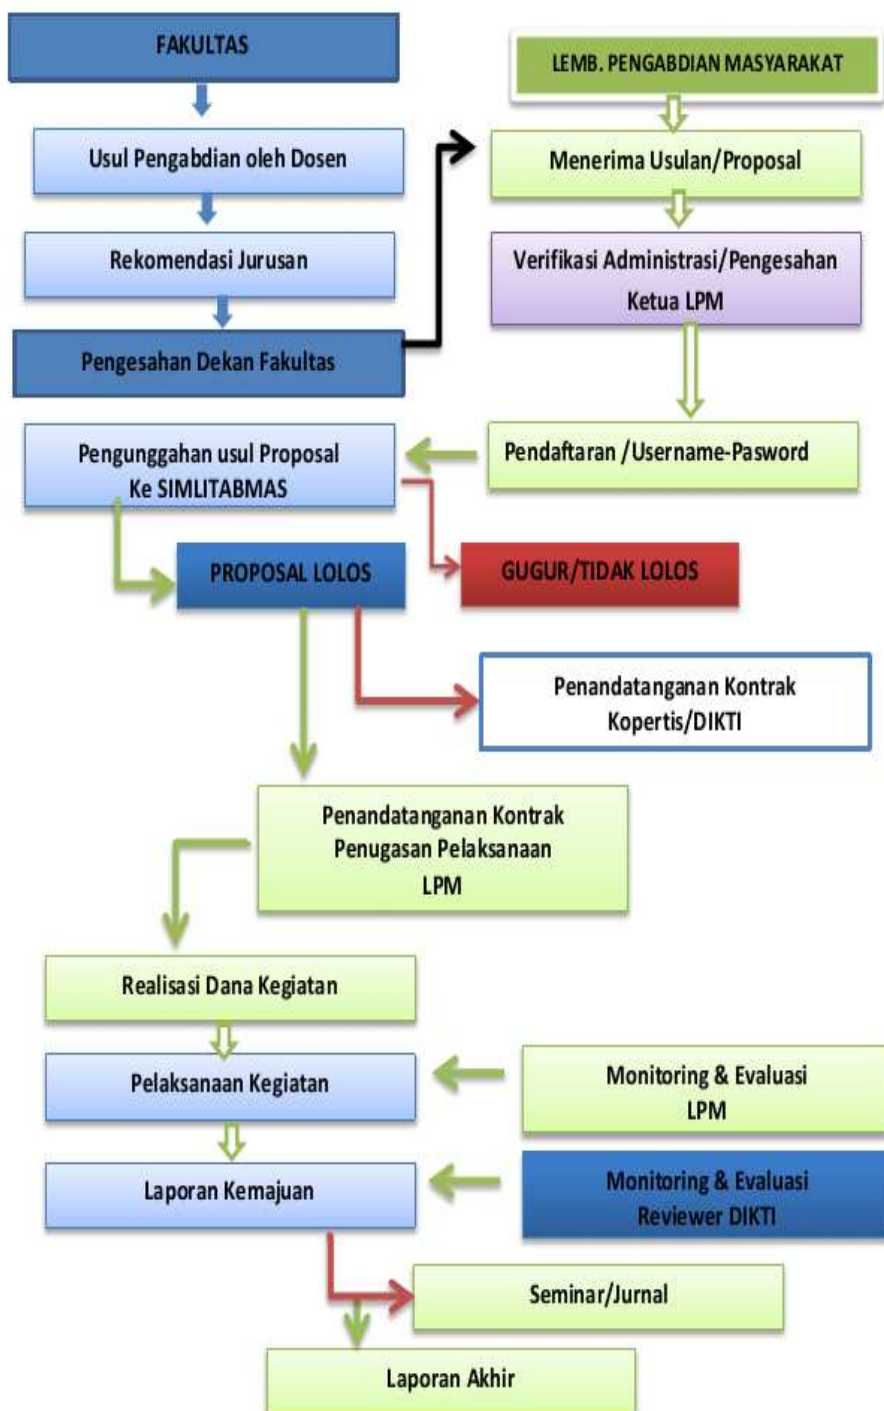 FAKULTAS
LEMB. PENGABDIAN MASYARAKAT
Usul Pengabdian oleh Dosen
Menerima Usulan/Proposal
Rekomendasi Jurusan
Verifikasi Administrasi/Pengesahan
Ketua LPM
Pengesahan Dekan Fakultas
Pendaftaran /Username-Pasword
Pengunggahan usul Proposal
Ke SIMLITABMAS
PROPOSAL LOLOS
GUGUR/TIDAK LOLOS
Penandatanganan Kontrak
Kopertis/DIKTI
Penandatanganan Kontrak
Penugasan Pelaksanaan
LPM
Realisasi Dana Kegiatan
Pelaksanaan Kegiatan
Monitoring & Evaluasi
LPM
Laporan Kemajuan
Monitoring & Evaluasi
Reviewer DIKTI
Seminar/Jurnal
Laporan Akhir